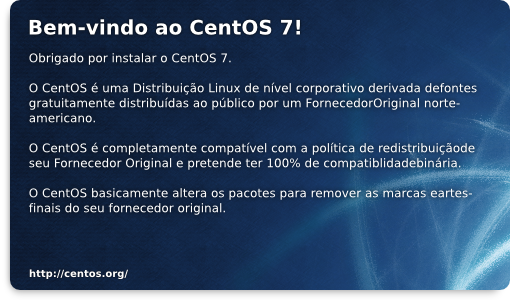 Bem-vindo ao CentOS 7!
Obrigado por instalar o CentOS 7.
O CentOS é uma Distribuição Linux de nível corporativo derivada defontes
gratuitamente distribuídas ao público por um FornecedorOriginal norte-
americano.
O CentOS é completamente compatível com a política de redistribuiçãode
seu Fornecedor Original e pretende ter 100% de compatiblidadebinária.
O CentOS basicamente altera os pacotes para remover as marcas eartes-
finais do seu fornecedor original.
http://centos.org/